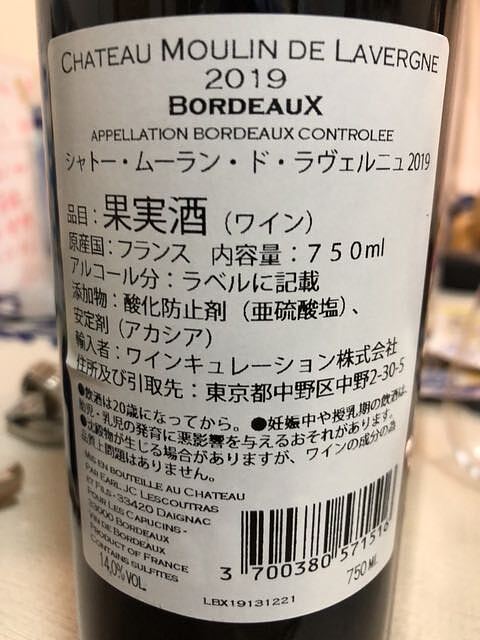 CHATEAU MOULIN DE LAVERGNE
2019
BORDEAUX
APPELLATION BORDEAUX CONTROLEE
シャトー・ムーラン・ド・ラヴェルニュ2019
品目：果実酒（ワイン）
原産国：フランス　内容量：７５０ml
アルコール分：ラベルに記載
添加物：酸化防止剤（亜硫酸塩）、
安定剤（アカシア）
輸入者：ワインキュレーション株式会社
住所及び引取先：東京都中野区中野2-30-5
●飲酒は20歳になってから。●妊娠中や授乳期の飲酒は、
胎児・乳児の発育に悪影響を与えるおそれがあります。
●沈殿物が生じる場合がありますが、ワインの成分の為
品質上問題はありません。
MIS EN BOUTEILLE AU CHATEAU
PAR EARL JC LESCOUTRAS
ET FILS - 33420 DAIGNAC
POUR LES CAPUCINS -
33000 BORDEAUX
VIN DE BORDEAUX
PRODUCT OF FRANCE
CONTAINS SULFITES
14,0% VOL.
3 700380 571516
750 ML
LBX19131221